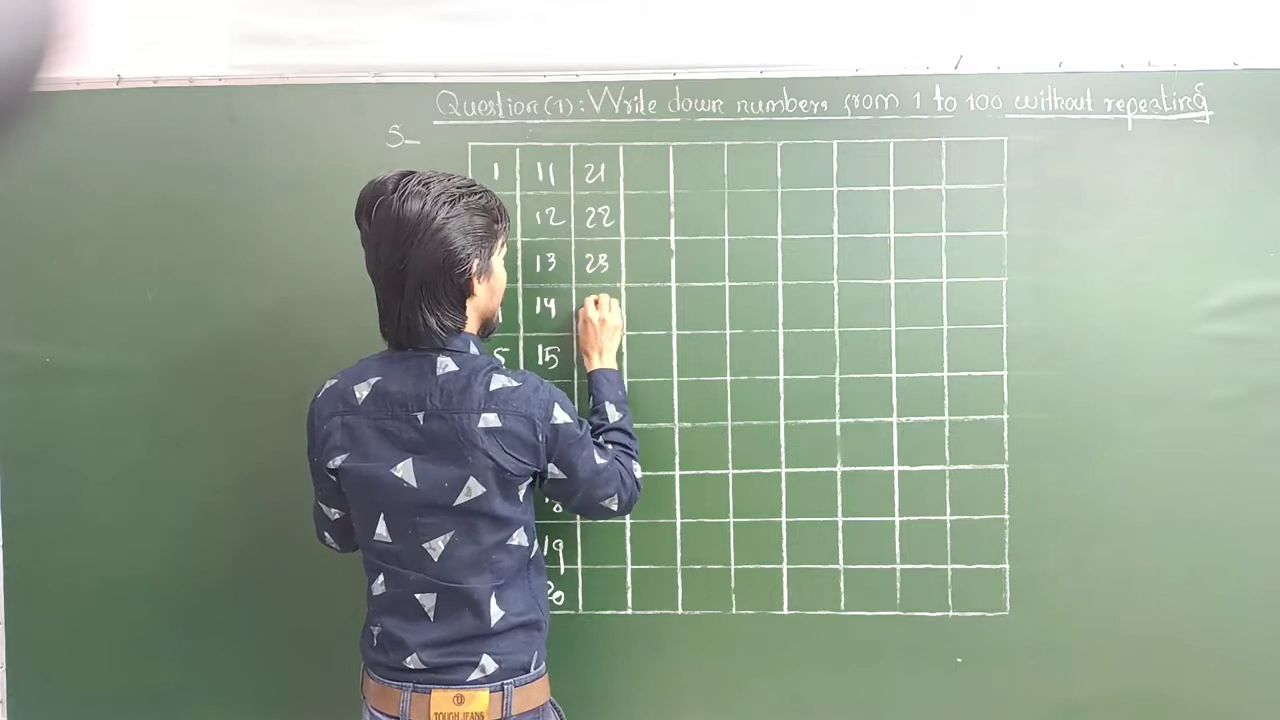 Question(1): Write down numbers from 1 to 100 without repeating
S-
1 11 21
12 22
13 23
14
5 15
19
20
TOUGH JEANS